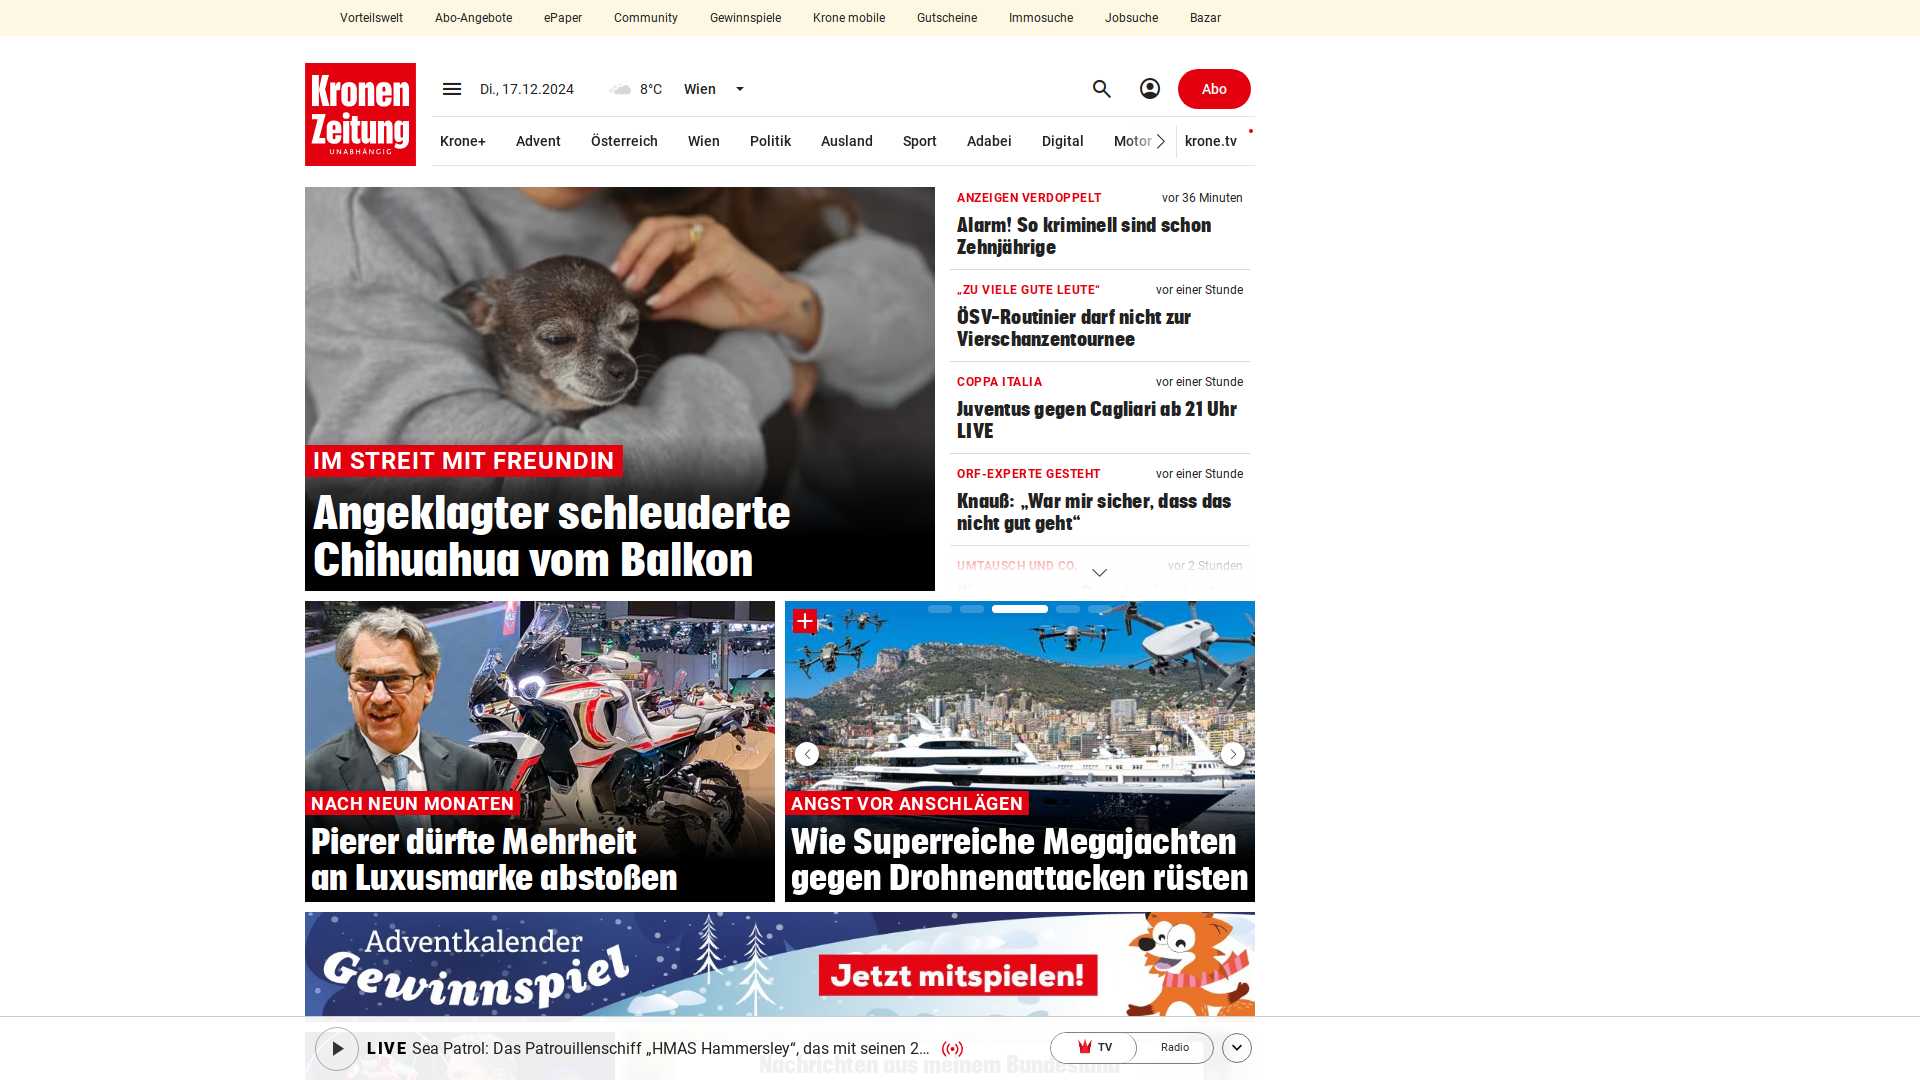 Vorteilswelt Abo-Angebote ePaper Community Gewinnspiele Krone mobile Gutscheine Immosuche Jobsuche Bazar
Kronen
Zeitung
UNABHÄNGIG
Di., 17.12.2024 8°C Wien Abo
Krone+ Advent Österreich Wien Politik Ausland Sport Adabei Digital Motor krone.tv
IM STREIT MIT FREUNDIN
Angeklagter schleuderte
Chihuahua vom Balkon
ANZEIGEN VERDOPPELT vor 36 Minuten
Alarm! So kriminell sind schon
Zehnjährige
„ZU VIELE GUTE LEUTE“ vor einer Stunde
ÖSV-Routinier darf nicht zur
Vierschanzentournee
COPPA ITALIA vor einer Stunde
Juventus gegen Cagliari ab 21 Uhr
LIVE
ORF-EXPERTE GESTEHT vor einer Stunde
Knauß: „War mir sicher, dass das
nicht gut geht“
UMTAUSCH UND CO. vor 2 Stunden
NACH NEUN MONATEN
Pierer dürfte Mehrheit
an Luxusmarke abstoßen
ANGST VOR ANSCHLÄGEN
Wie Superreiche Megajachten
gegen Drohnenattacken rüsten
Adventkalender
Gewinnspiel
Jetzt mitspielen!
LIVE Sea Patrol: Das Patrouillenschiff „HMAS Hammersley“, das mit seinen 2... TV Radio
Nachrichten aus meinem Bundesland